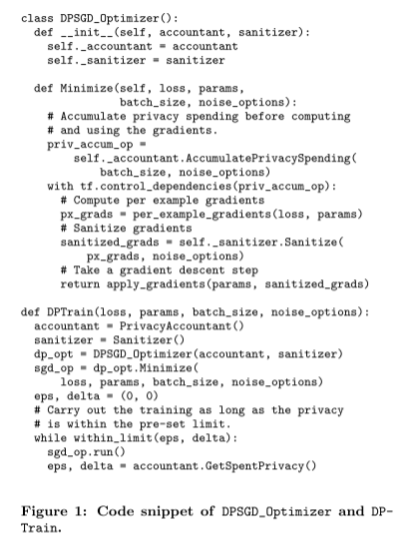 class DPSGD_Optimizer():
  def __init__(self, accountant, sanitizer):
    self._accountant = accountant
    self._sanitizer = sanitizer

  def Minimize(self, loss, params,
               batch_size, noise_options):
    # Accumulate privacy spending before computing
    # and using the gradients.
    priv_accum_op =
        self._accountant.AccumulatePrivacySpending(
            batch_size, noise_options)
    with tf.control_dependencies(priv_accum_op):
      # Compute per example gradients
      px_grads = per_example_gradients(loss, params)
      # Sanitize gradients
      sanitized_grads = self._sanitizer.Sanitize(
          px_grads, noise_options)
      # Take a gradient descent step
      return apply_gradients(params, sanitized_grads)

def DPTrain(loss, params, batch_size, noise_options):
  accountant = PrivacyAccountant()
  sanitizer = Sanitizer()
  dp_opt = DPSGD_Optimizer(accountant, sanitizer)
  sgd_op = dp_opt.Minimize(
      loss, params, batch_size, noise_options)
  eps, delta = (0, 0)
  # Carry out the training as long as the privacy
  # is within the pre-set limit.
  while within_limit(eps, delta):
    sgd_op.run()
    eps, delta = accountant.GetSpentPrivacy()

Figure 1: Code snippet of DPSGD_Optimizer and DP-
Train.